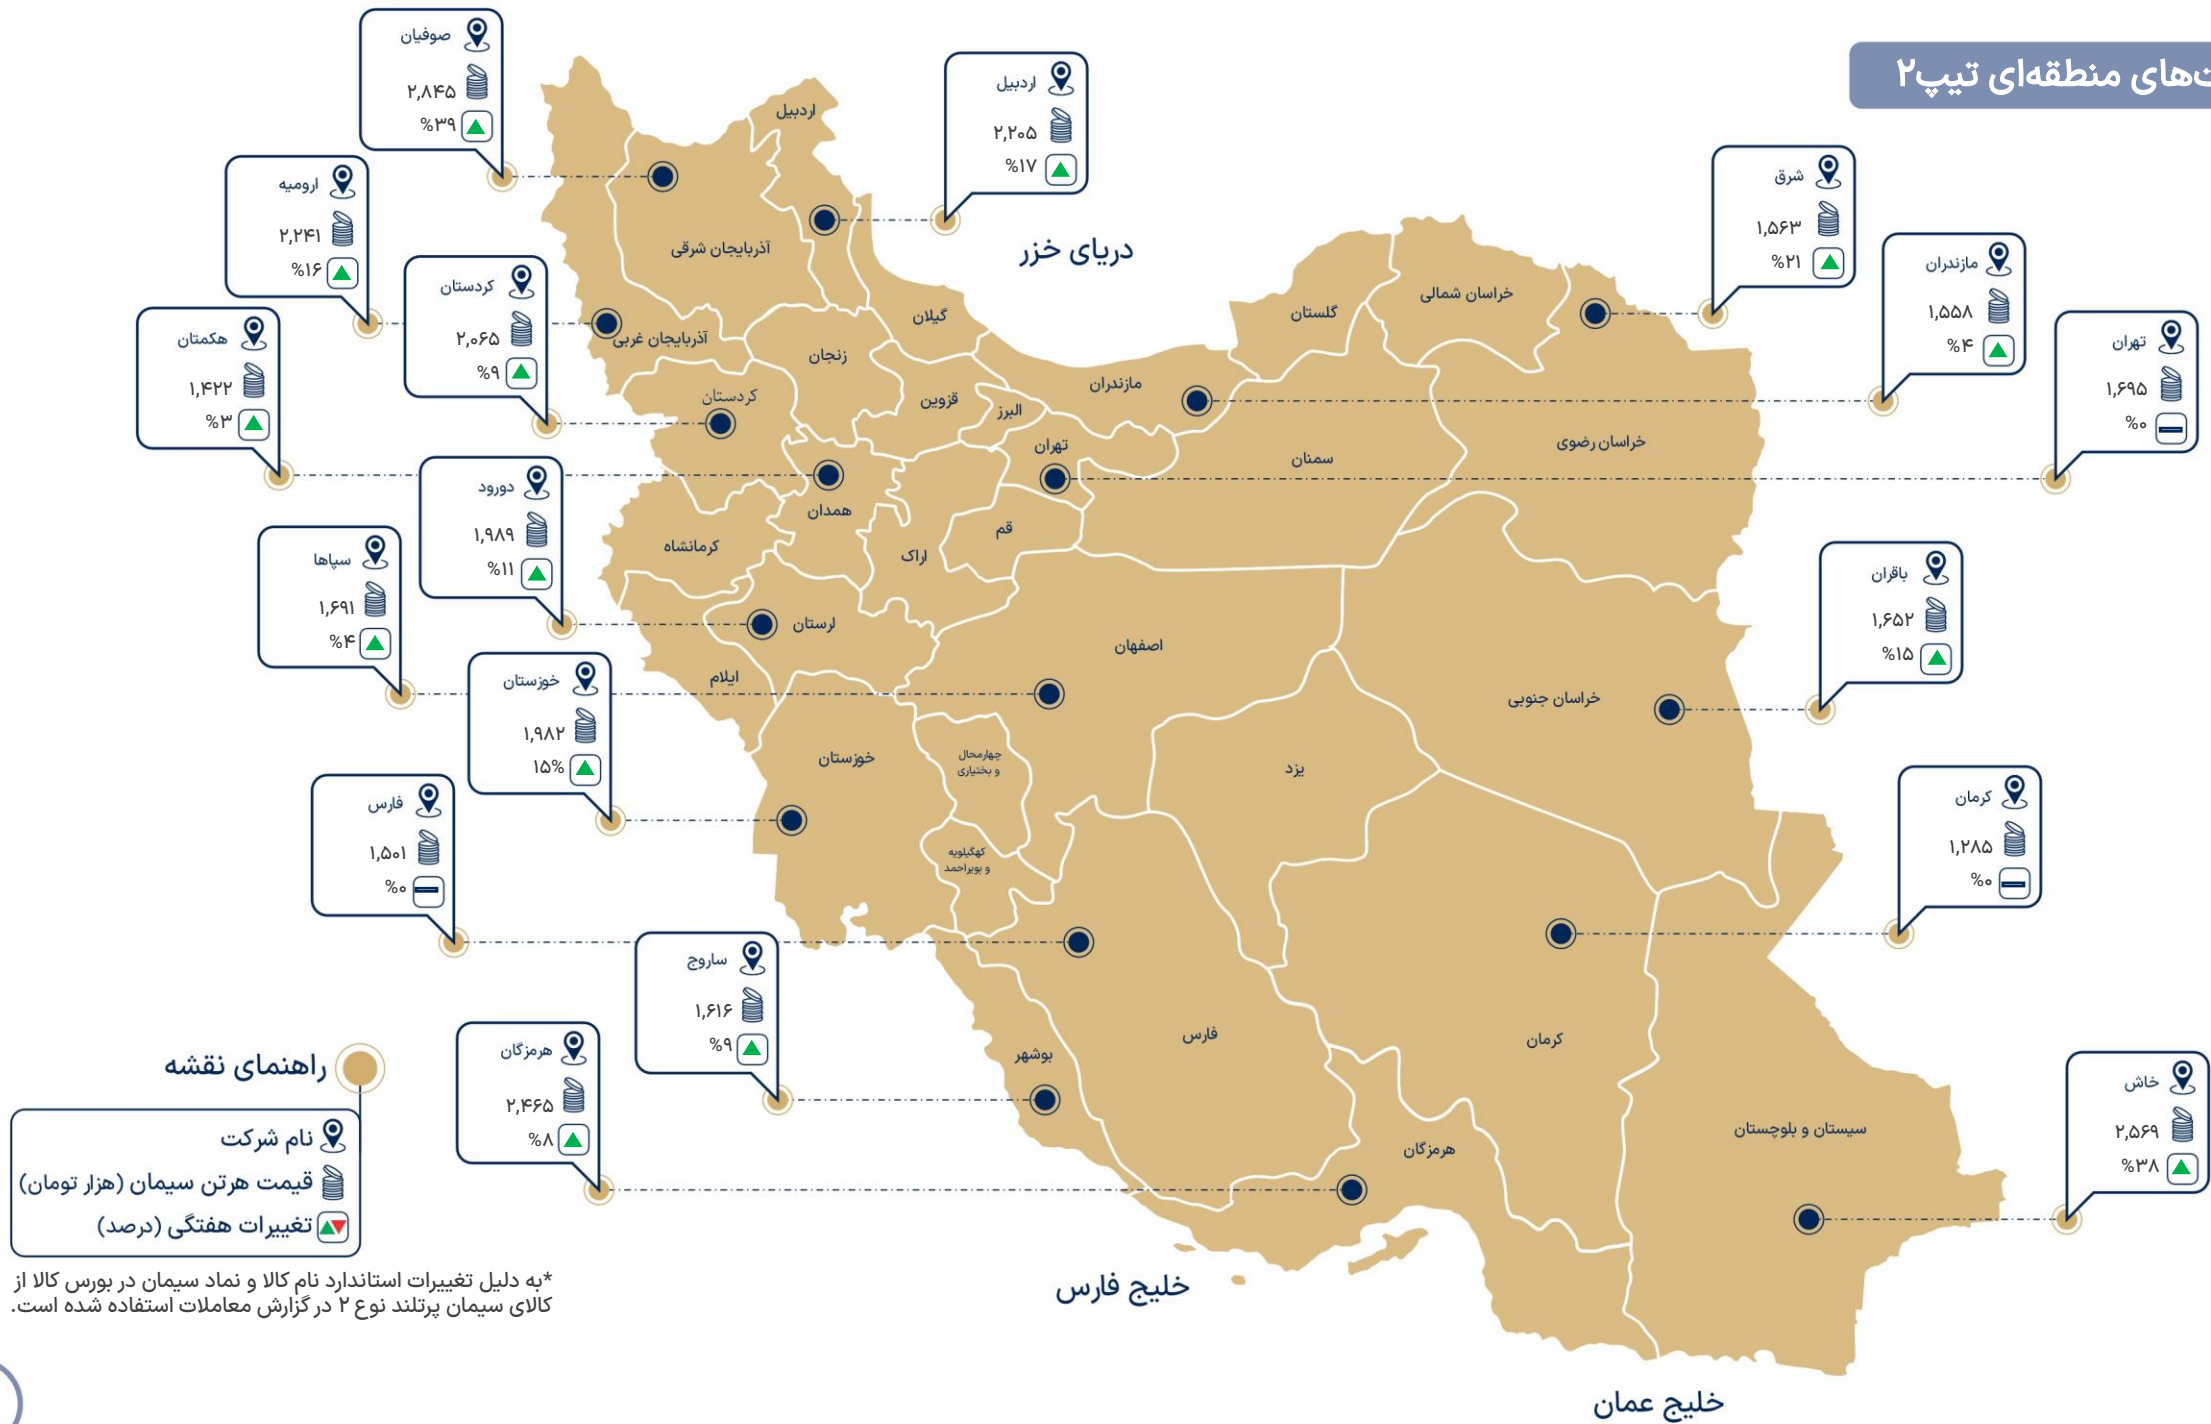 ت‌های منطقه‌ای تیپ۲
صوفیان
۲,۸۴۵
%۳۹
اردبیل
۲,۲۰۵
%۱۷
ارومیه
۲,۲۴۱
%۱۶
کردستان
۲,۰۶۵
%۹
هکمتان
۱,۴۲۲
%۳
دورود
۱,۹۸۹
%۱۱
سپاها
۱,۶۹۱
%۴
خوزستان
۱,۹۸۲
۱۵%
فارس
۱,۵۰۱
%۰
ساروج
۱,۶۱۶
%۹
هرمزگان
۲,۴۶۵
%۸
شرق
۱,۵۶۳
%۲۱
مازندران
۱,۵۵۸
%۴
تهران
۱,۶۹۵
%۰
باقران
۱,۶۵۲
%۱۵
کرمان
۱,۲۸۵
%۰
خاش
۲,۵۶۹
%۳۸
دریای خزر
اردبیل
آذربایجان شرقی
آذربایجان غربی
گیلان
زنجان
کردستان
قزوین
البرز
مازندران
گلستان
خراسان شمالی
خراسان رضوی
تهران
سمنان
همدان
کرمانشاه
قم
اراک
لرستان
ایلام
اصفهان
خراسان جنوبی
خوزستان
چهارمحال
و بختیاری
یزد
کهگیلویه
و بویراحمد
فارس
کرمان
بوشهر
هرمزگان
سیستان و بلوچستان
خلیج فارس
خلیج عمان
راهنمای نقشه
نام شرکت
قیمت هرتن سیمان (هزار تومان)
تغییرات هفتگی (درصد)
*به دلیل تغییرات استاندارد نام کالا و نماد سیمان در بورس کالا از
کالای سیمان پرتلند نوع ۲ در گزارش معاملات استفاده شده است.